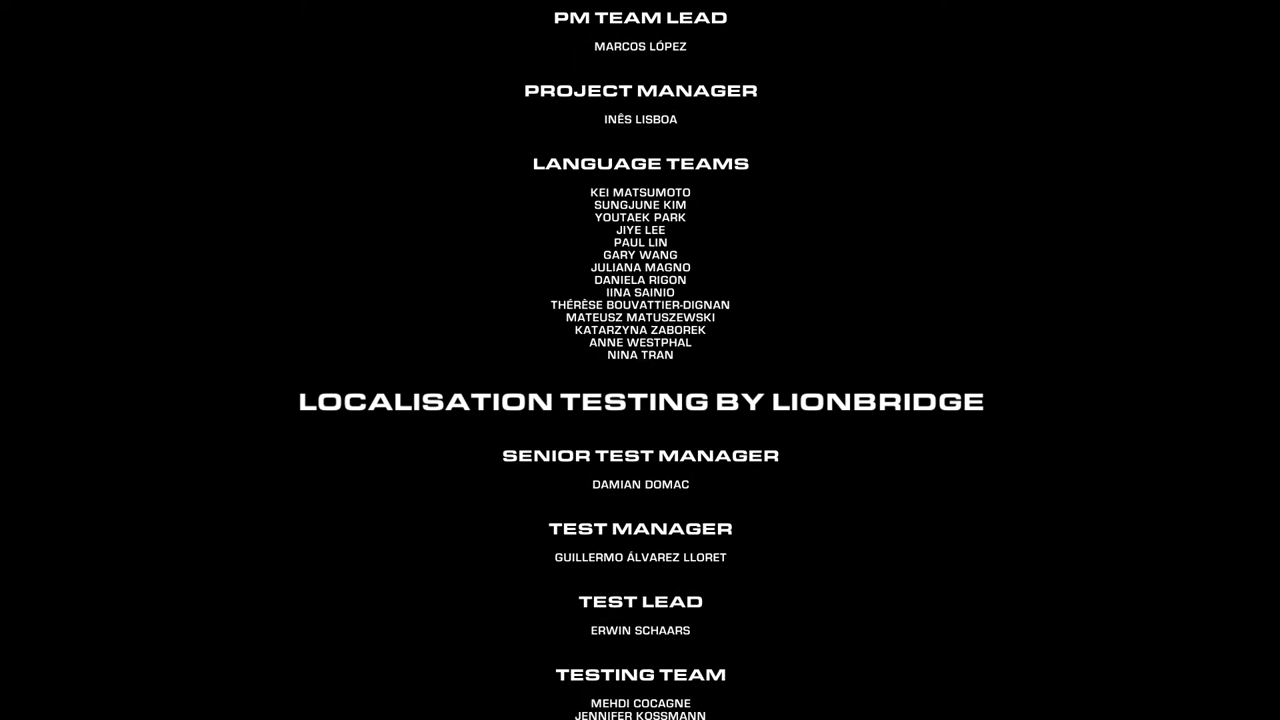 PM TEAM LEAD
MARCOS LÓPEZ
PROJECT MANAGER
INÊS LISBOA
LANGUAGE TEAMS
KEI MATSUMOTO
SUNGJUNE KIM
YOUTAEK PARK
JIYE LEE
PAUL LIN
GARY WANG
JULIANA MAGNO
DANIELA RIGON
IINA SAINIO
THÉRÈSE BOUVATTIER-DIGNAN
MATEUSZ MATUSZEWSKI
KATARZYNA ZABOREK
ANNE WESTPHAL
NINA TRAN
LOCALISATION TESTING BY LIONBRIDGE
SENIOR TEST MANAGER
DAMIAN DOMAC
TEST MANAGER
GUILLERMO ÁLVAREZ LLORET
TEST LEAD
ERWIN SCHAARS
TESTING TEAM
MEHDI COCAGNE
JENNIFER KOSSMANN